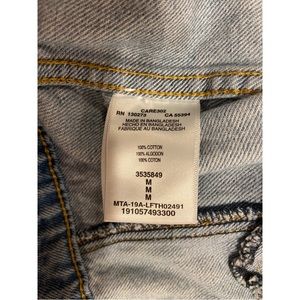 CARE302
RN 130273 CA 55394
MADE IN BANGLADESH
HECHO EN BANGLADESH
FABRIQUE AU BANGLADESH
100% COTTON
100% ALGODON
100% COTON
3535849
M
M
M
MTA-19A-LFTH02491
191057493300